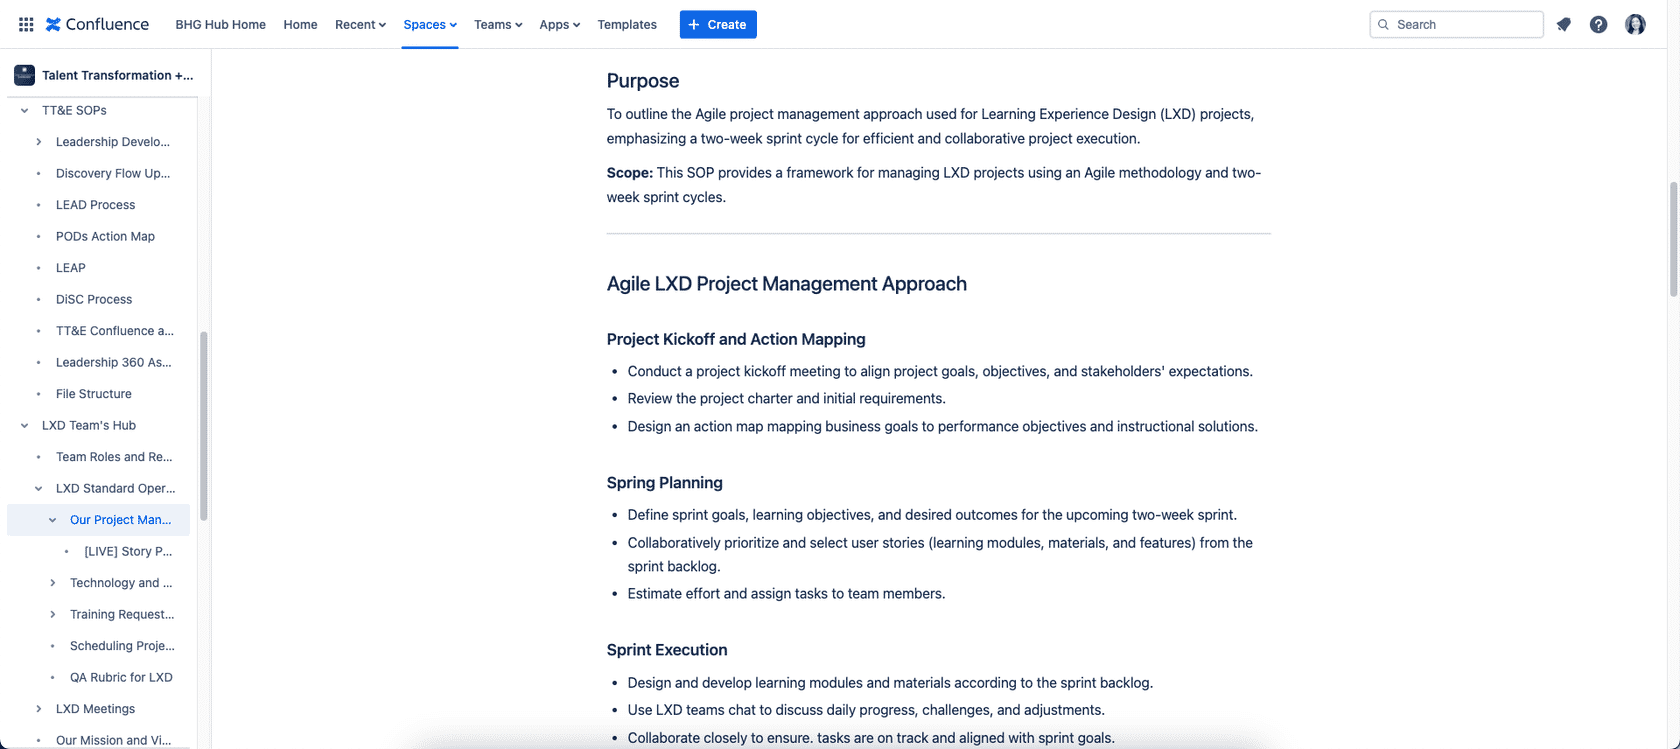 Confluence
BHG Hub Home
Home
Recent
Spaces
Teams
Apps
Templates
+ Create
Search
Talent Transformation +...
TT&E SOPs
Leadership Develo...
Discovery Flow Up...
LEAD Process
PODs Action Map
LEAP
DiSC Process
TT&E Confluence a...
Leadership 360 As...
File Structure
LXD Team's Hub
Team Roles and Re...
LXD Standard Oper...
Our Project Man...
[LIVE] Story P...
Technology and ...
Training Request...
Scheduling Proje...
QA Rubric for LXD
LXD Meetings
Our Mission and Vi...
Purpose
To outline the Agile project management approach used for Learning Experience Design (LXD) projects,
emphasizing a two-week sprint cycle for efficient and collaborative project execution.
Scope: This SOP provides a framework for managing LXD projects using an Agile methodology and two-
week sprint cycles.
Agile LXD Project Management Approach
Project Kickoff and Action Mapping
• Conduct a project kickoff meeting to align project goals, objectives, and stakeholders' expectations.
• Review the project charter and initial requirements.
• Design an action map mapping business goals to performance objectives and instructional solutions.
Spring Planning
• Define sprint goals, learning objectives, and desired outcomes for the upcoming two-week sprint.
• Collaboratively prioritize and select user stories (learning modules, materials, and features) from the
sprint backlog.
• Estimate effort and assign tasks to team members.
Sprint Execution
• Design and develop learning modules and materials according to the sprint backlog.
• Use LXD teams chat to discuss daily progress, challenges, and adjustments.
• Collaborate closely to ensure. tasks are on track and aligned with sprint goals.